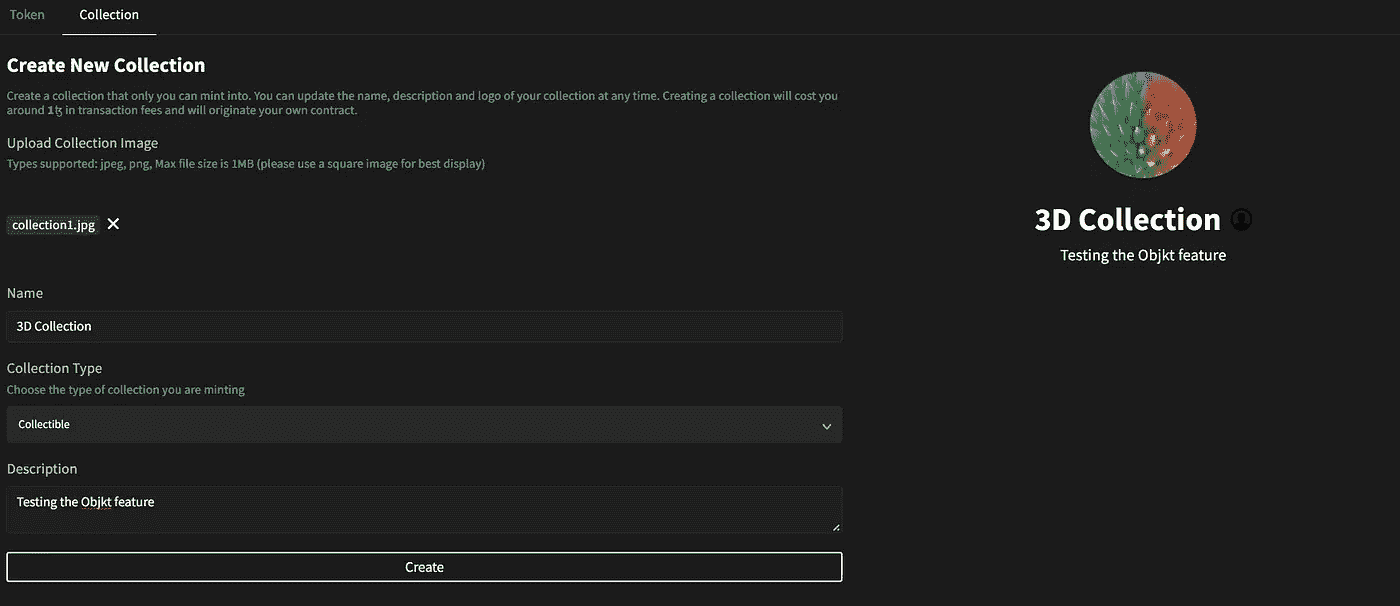 Token
Collection
Create New Collection
Create a collection that only you can mint into. You can update the name, description and logo of your collection at any time. Creating a collection will cost you
around 1ꜩ in transaction fees and will originate your own contract.
Upload Collection Image
Types supported: jpeg, png, Max file size is 1MB (please use a square image for best display)
collection1.jpg
Name
3D Collection
Collection Type
Choose the type of collection you are minting
Collectible
Description
Testing the Objkt feature
Create
3D Collection
Testing the Objkt feature